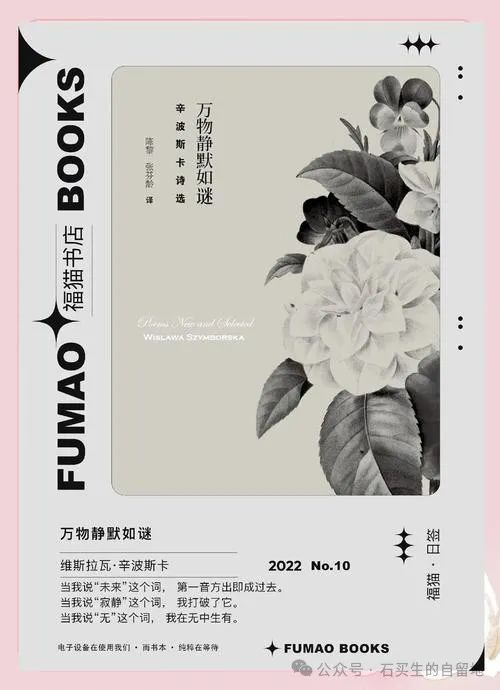 FUMAO BOOKS
福猫书店
万物静默如谜
辛波斯卡诗选
陈黎 张芬龄 译
Poems New and Selected
WISLAWA SZYMBORSKA
万物静默如谜
维斯拉瓦·辛波斯卡
2022 No.10
当我说“未来”这个词， 第一音方出即成过去。
当我说“寂静”这个词， 我打破了它。
当我说“无”这个词， 我在无中生有。
福猫·日签
电子设备在使用我们 · 而书本 · 纯粹在等待
FUMAO BOOKS
公众号 · 石买生的自留地